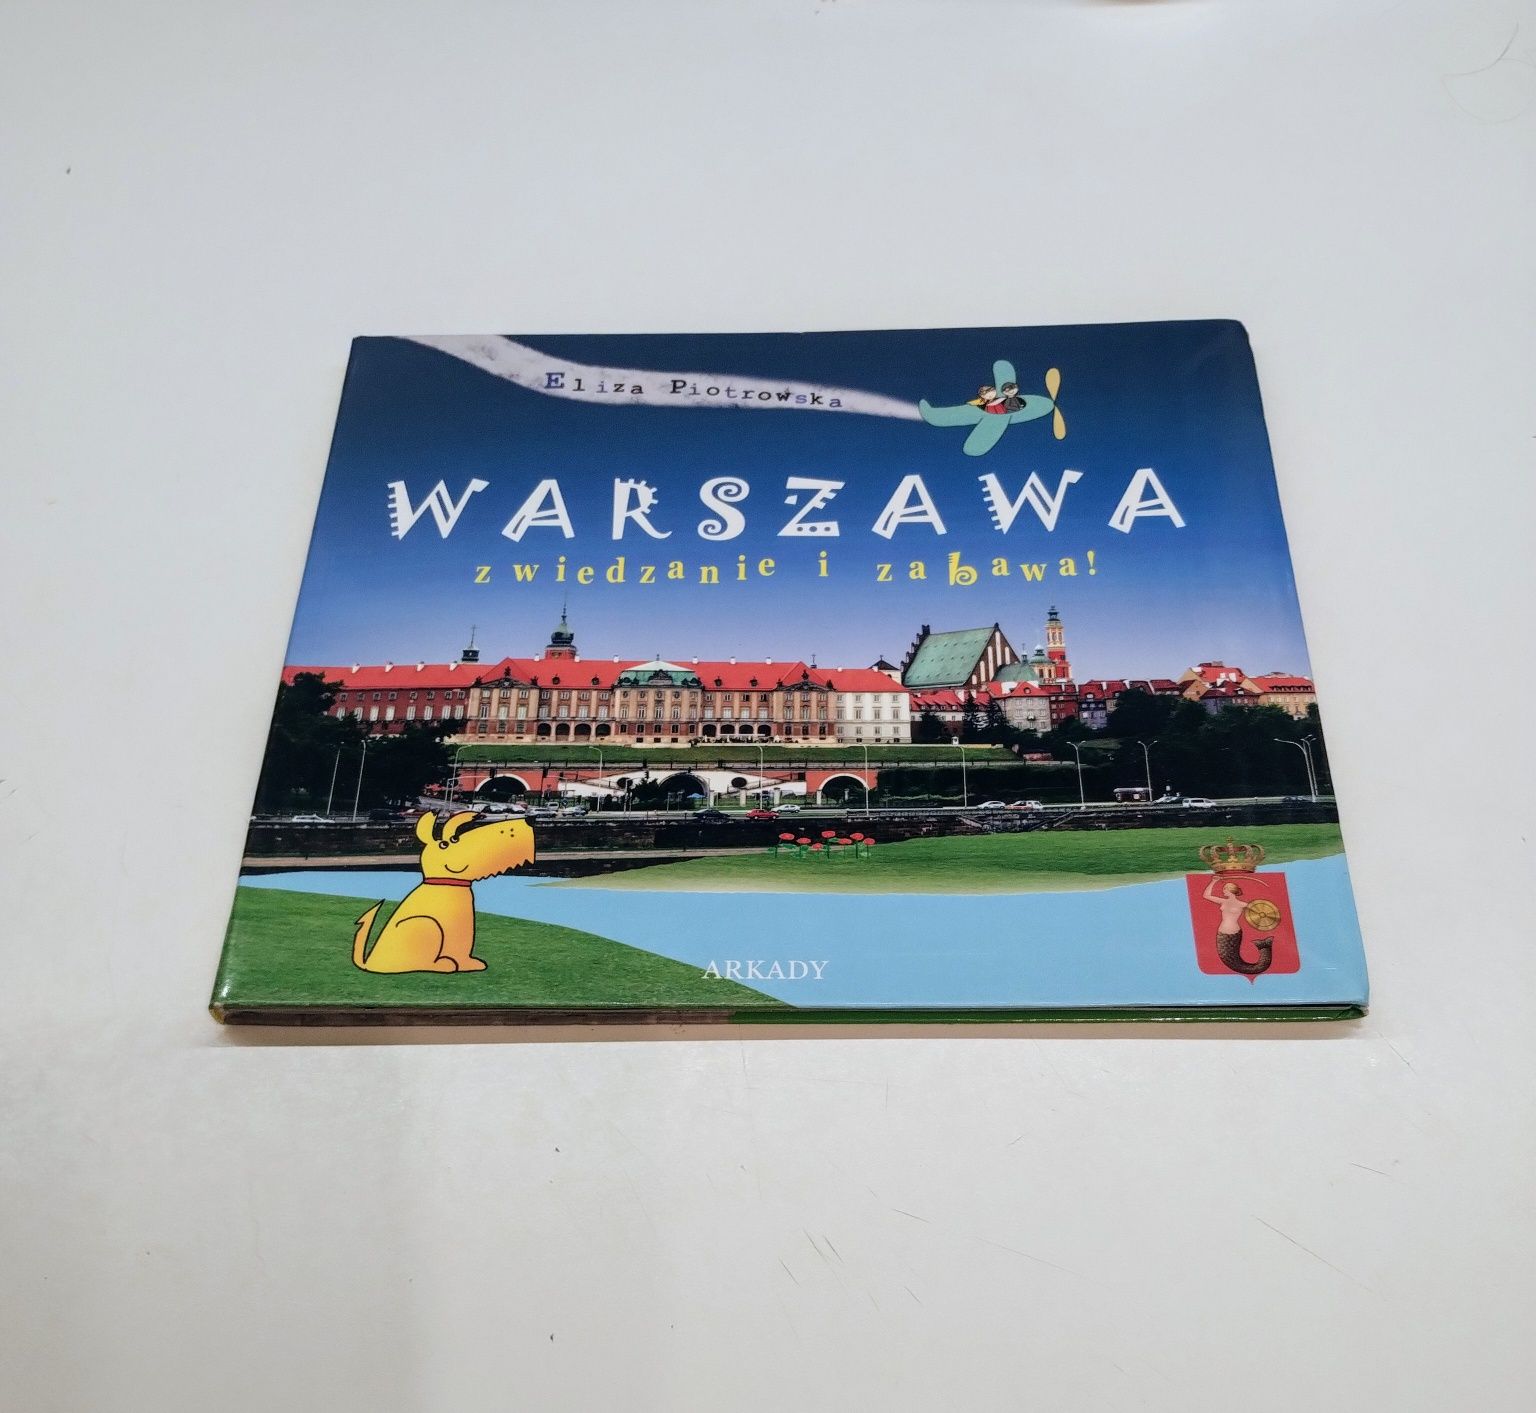 Eliza Piotrowska
WARSZAWA
zwiedzanie i zabawa!
ARKADY